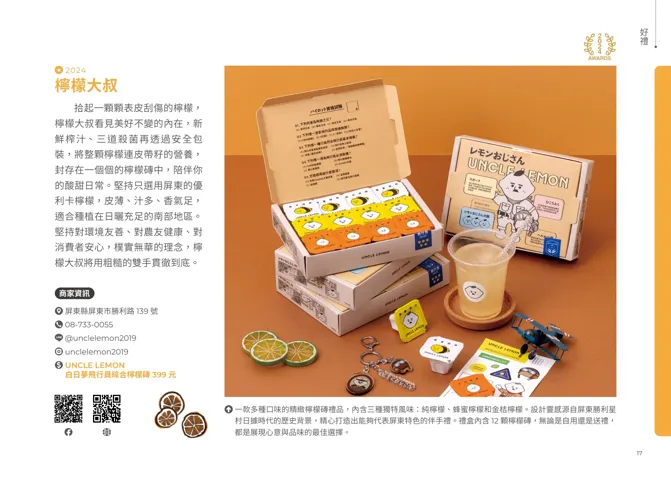 好禮
2024
AWARDS
2024
檸檬大叔
拾起一顆顆表皮刮傷的檸檬，
檸檬大叔看見美好不變的內在，新
鮮榨汁、三道殺菌再透過安全包
裝，將整顆檸檬連皮帶籽的營養，
封存在一個個的檸檬磚中，陪伴你
的酸甜日常。堅持只選用屏東的優
利卡檸檬，皮薄、汁多、香氣足，
適合種植在日曬充足的南部地區。
堅持對環境友善、對農友健康、對
消費者安心，樸實無華的理念，檸
檬大叔將用粗糙的雙手貫徹到底。
商家資訊
屏東縣屏東市勝利路 139 號
08-733-0055
@unclelemon2019
unclelemon2019
UNCLE LEMON
白日夢飛行員綜合檸檬磚 399 元
レモンおじさん
UNCLE LEMON
UNCLE LEMON
UNCLE LEMON
一款多種口味的精緻檸檬磚禮品，內含三種獨特風味：純檸檬、蜂蜜檸檬和金桔檸檬。設計靈感源自屏東勝利星
村日據時代的歷史背景，精心打造出能夠代表屏東特色的伴手禮。禮盒內含 12 顆檸檬磚，無論是自用還是送禮，
都是展現心意與品味的最佳選擇。
17